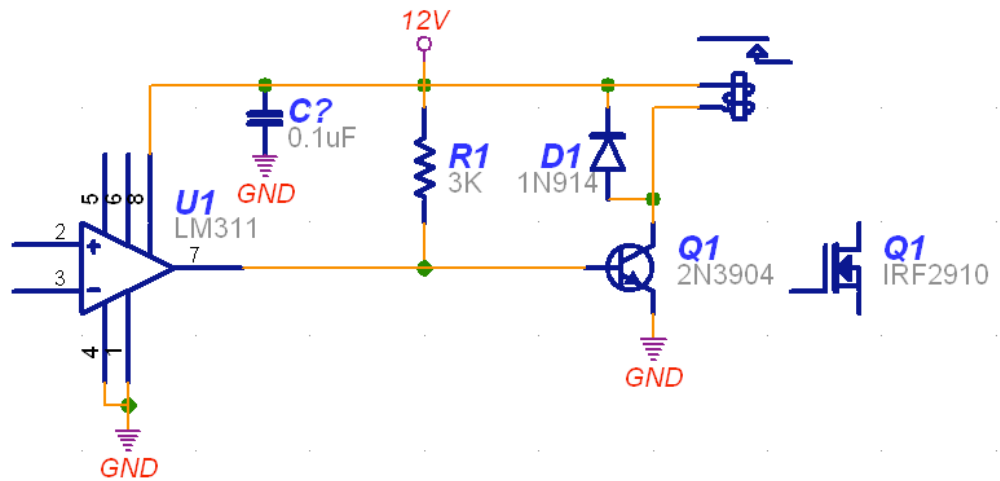 12V
C?
0.1uF
GND
R1
3K
D1
1N914
5
6
8
U1
LM311
2
3
7
4
1
GND
Q1
2N3904
GND
Q1
IRF2910